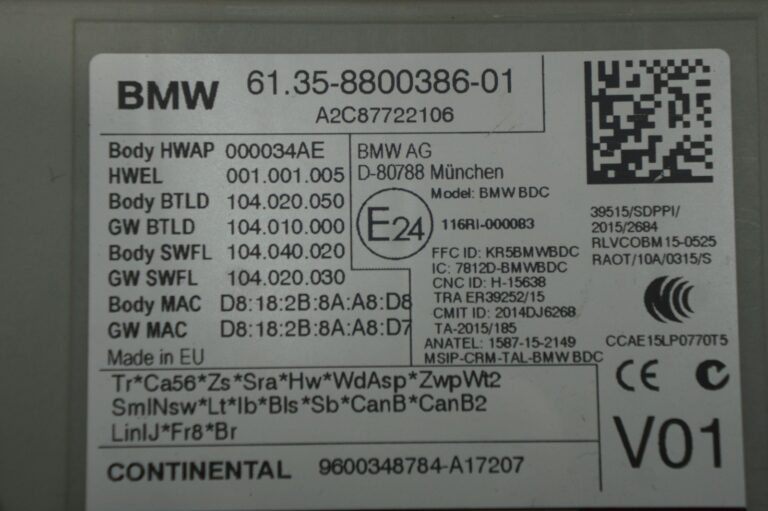 BMW 61.35-8800386-01
A2C87722106
Body HWAP 000034AE
HWEL 001.001.005
Body BTLD 104.020.050
GW BTLD 104.010.000
Body SWFL 104.040.020
GW SWFL 104.020.030
Body MAC D8:18:2B:8A:A8:D8
GW MAC D8:18:2B:8A:A8:D7
Made in EU
BMW AG
D-80788 München
Model: BMW BDC
E24
116RI-000083
FFC ID: KR5BMWBDC
IC: 7812D-BMWBDC
CNC ID: H-15638
TRA ER39252/15
CMIT ID: 2014DJ6268
TA-2015/185
ANATEL: 1587-15-2149
MSIP-CRM-TAL-BMW BDC
39515/SDPPI/
2015/2684
RLVCOBM15-0525
RAOT/10A/0315/S
CCAE15LP0770T5
CE
V01
Tr*Ca56*Zs*Sra*Hw*WdAsp*ZwpWt2
SmlNsw*Lt*Ib*Bls*Sb*CanB*CanB2
LinIJ*Fr8*Br
CONTINENTAL 9600348784-A17207